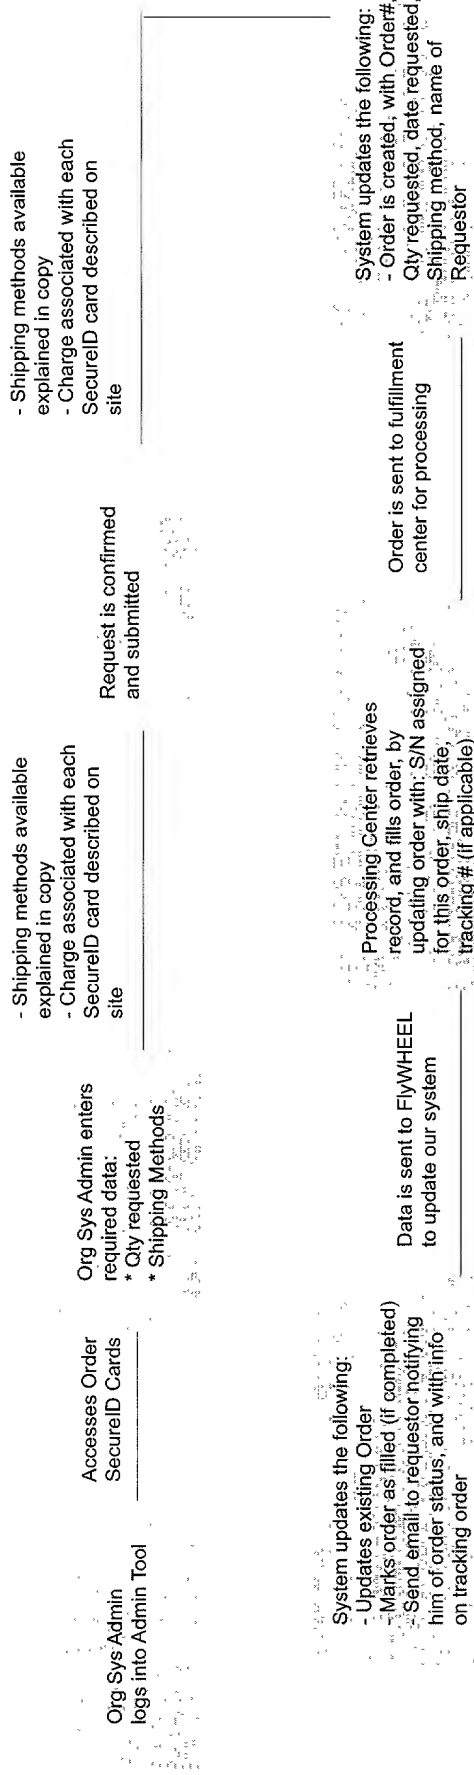 Org Sys Admin
logs into Admin Tool
Accesses Order
SecureID Cards
Org Sys Admin enters
required data:
* Qty requested
* Shipping Methods
- Shipping methods available
explained in copy
- Charge associated with each
SecureID card described on
site
Request is confirmed
and submitted
- Shipping methods available
explained in copy
- Charge associated with each
SecureID card described on
site
System updates the following:
- Order is created, with Order#,
Qty requested, date requested,
Shipping method, name of
Requestor
Order is sent to fulfillment
center for processing
Processing Center retrieves
record, and fills order, by
updating order with: S/N assigned
for this order, ship date,
tracking # (if applicable)
Data is sent to FlyWHEEL
to update our system
System updates the following:
- Updates existing Order
- Marks order as filled (if completed)
- Send email to requestor notifying
him of order status, and with info
on tracking order